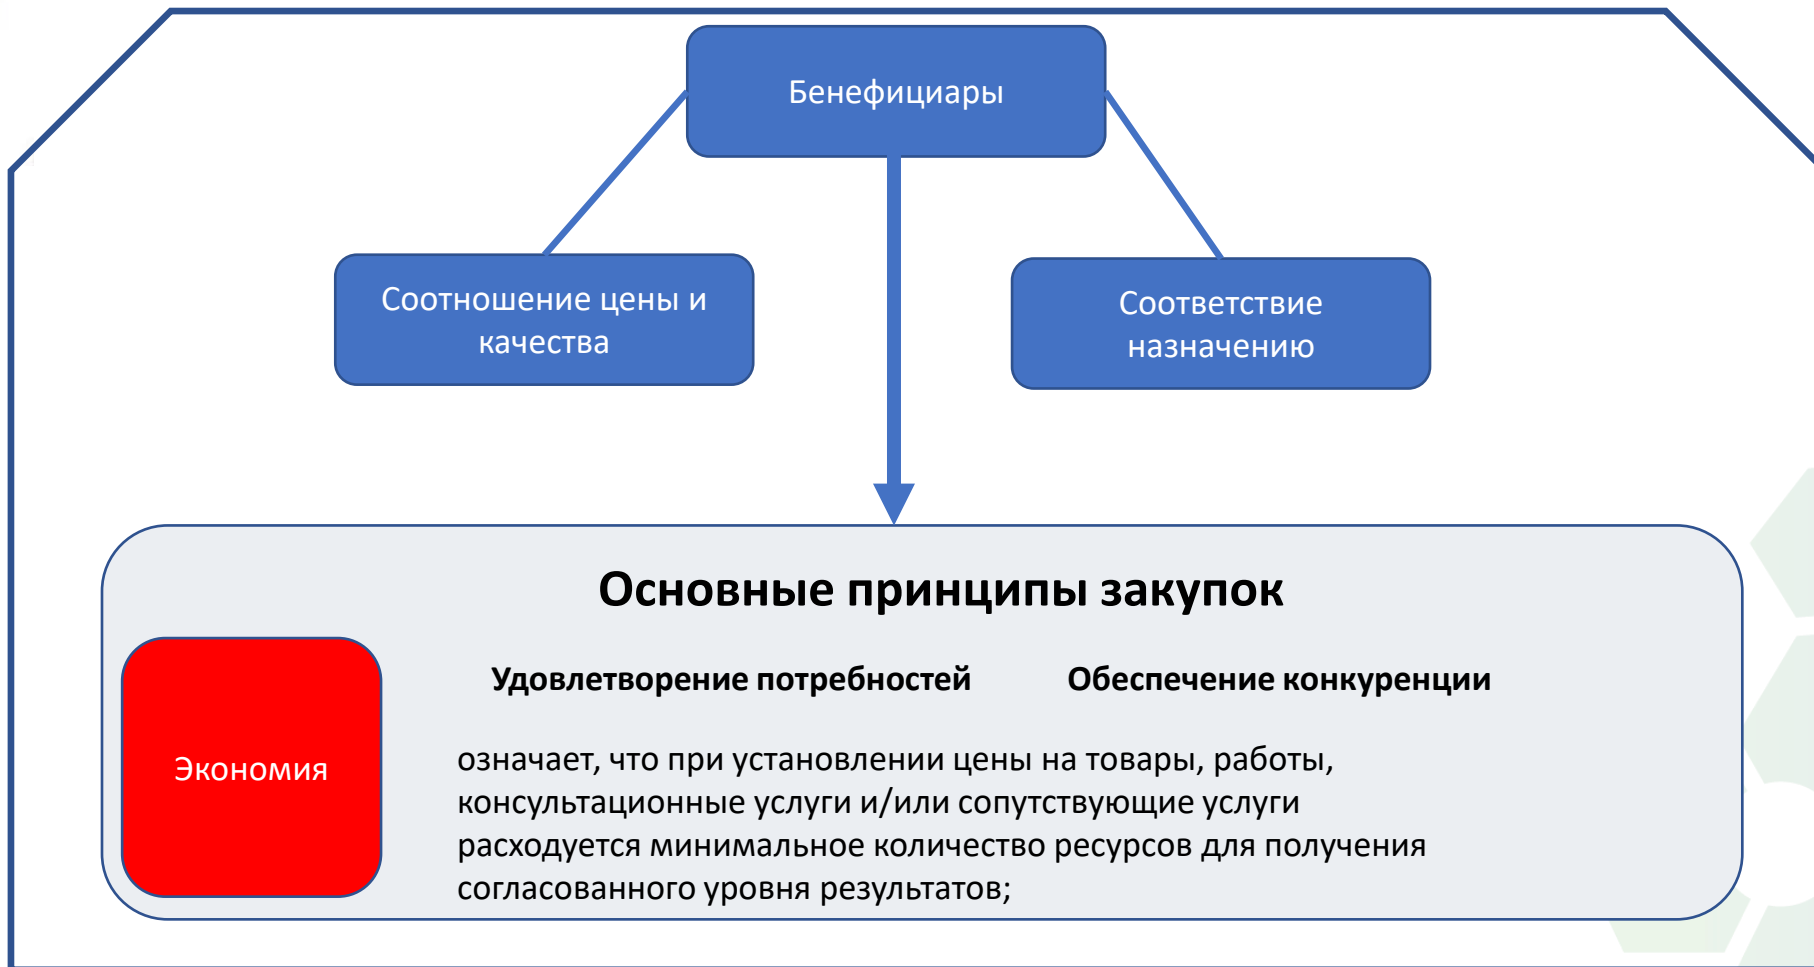 Бенефициары
Соотношение цены и
качества
Соответствие
назначению
Основные принципы закупок
Удовлетворение потребностей Обеспечение конкуренции
Экономия
означает, что при установлении цены на товары, работы,
консультационные услуги и/или сопутствующие услуги
расходуется минимальное количество ресурсов для получения
согласованного уровня результатов;